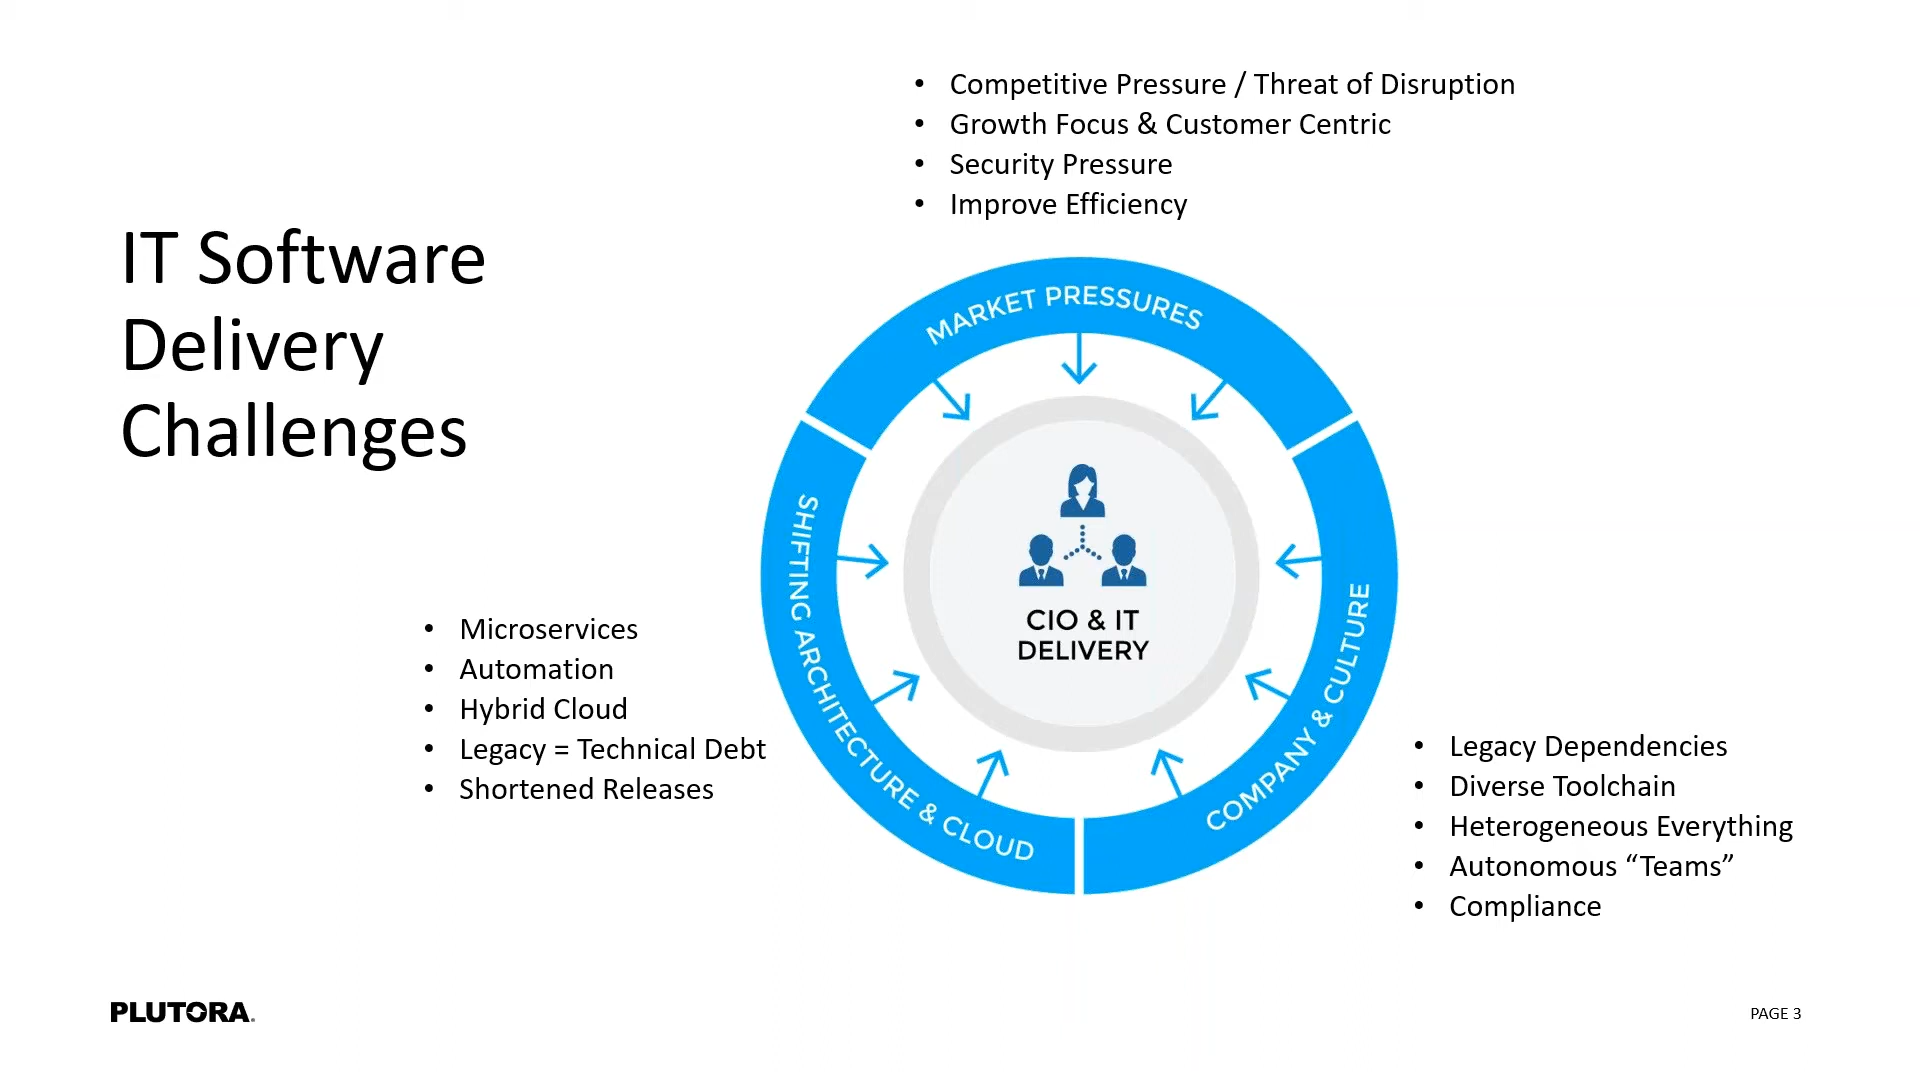 IT Software
Delivery
Challenges
• Competitive Pressure / Threat of Disruption
• Growth Focus & Customer Centric
• Security Pressure
• Improve Efficiency
MARKET PRESSURES
SHIFTING ARCHITECTURE & CLOUD
COMPANY & CULTURE
CIO & IT
DELIVERY
• Microservices
• Automation
• Hybrid Cloud
• Legacy = Technical Debt
• Shortened Releases
• Legacy Dependencies
• Diverse Toolchain
• Heterogeneous Everything
• Autonomous “Teams”
• Compliance
PLUTORA.
PAGE 3